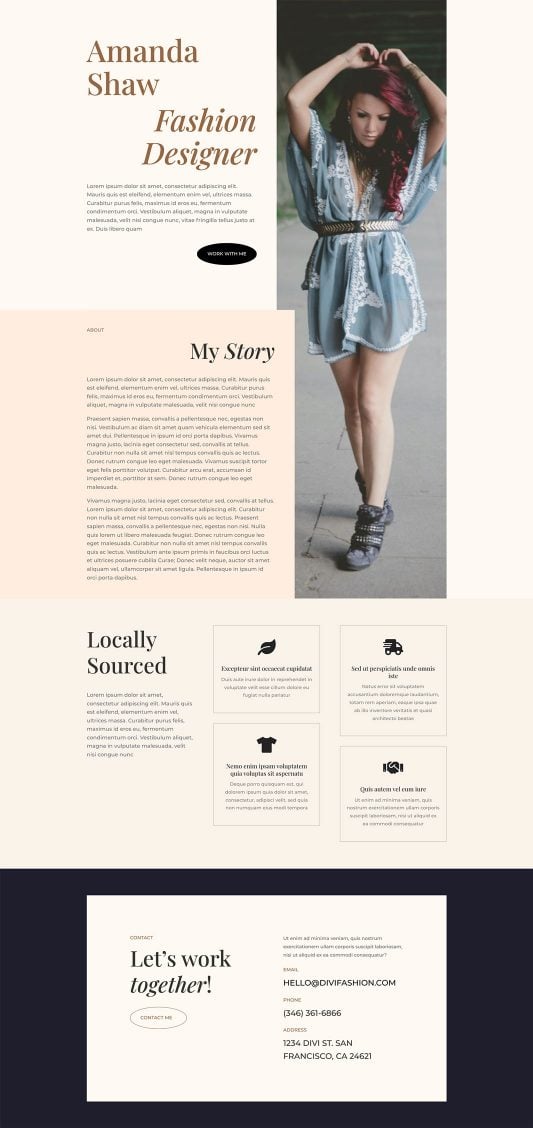 Amanda
Shaw
Fashion
Designer
Lorem ipsum dolor sit amet, consectetur adipiscing elit.
Mauris quis est eleifend, elementum enim vel, ultrices massa.
Curabitur purus felis, maximus id eros eu, fermentum
condimentum orci. Vestibulum aliquet, magna in vulputate
malesuada, velit nisi congue nunc, vitae fringilla tellus justo at
ex. Duis libero quam
WORK WITH ME
ABOUT
My Story
Lorem ipsum dolor sit amet, consectetur adipiscing elit. Mauris quis
est eleifend, elementum enim vel, ultrices massa. Curabitur purus
felis, maximus id eros eu, fermentum condimentum orci. Vestibulum
aliquet, magna in vulputate malesuada, velit nisi congue nunc
Praesent sapien massa, convallis a pellentesque nec, egestas non
nisi. Vestibulum ac diam sit amet quam vehicula elementum sed sit
amet dui. Pellentesque in ipsum id orci porta dapibus. Vivamus
magna justo, lacinia eget consectetur sed, convallis at tellus.
Curabitur non nulla sit amet nisl tempus convallis quis ac lectus.
Donec rutrum congue leo eget malesuada. Vivamus suscipit tortor
eget felis porttitor volutpat. Curabitur arcu erat, accumsan id
imperdiet et, porttitor at sem. Donec rutrum congue leo eget
malesuada.
Vivamus magna justo, lacinia eget consectetur sed, convallis at tellus.
Lorem ipsum dolor sit amet, consectetur adipiscing elit. Curabitur
non nulla sit amet nisl tempus convallis quis ac lectus. Praesent
sapien massa, convallis a pellentesque nec, egestas non nisi. Nulla
quis lorem ut libero malesuada feugiat. Donec rutrum congue leo
eget malesuada. Curabitur non nulla sit amet nisl tempus convallis
quis ac lectus. Vestibulum ante ipsum primis in faucibus orci luctus
et ultrices posuere cubilia Curae; Donec velit neque, auctor sit amet
aliquam vel, ullamcorper sit amet ligula. Pellentesque in ipsum id
orci porta dapibus.
Locally
Sourced
Lorem ipsum dolor sit amet,
consectetur adipiscing elit. Mauris quis
est eleifend, elementum enim vel,
ultrices massa. Curabitur purus felis,
maximus id eros eu, fermentum
condimentum orci. Vestibulum aliquet,
magna in vulputate malesuada, velit
nisi congue nunc
Excepteur sint occaecat cupidatat
Duis aute irure dolor in reprehenderit in
voluptate velit esse cillum dolore eu
fugiat nulla pariatur
Nemo enim ipsam voluptatem
quia voluptas sit aspernatu
Deque porro quisquam est, qui
dolorem ipsum quia dolor sit amet,
consectetur, adipisci velit, sed quia
non numquam eius modi tempora
Sed ut perspiciatis unde omnis
iste
Natus error sit voluptatem
accusantium doloremque laudantium,
totam rem aperiam, eaque ipsa quae
ab illo inventore veritatis et quasi
architecto beatae
Quis autem vel eum iure
Ut enim ad minima veniam, quis
nostrum exercitationem ullam corporis
suscipit laboriosam, nisi ut aliquid ex
ea commodi consequatur
CONTACT
Let's work
together!
CONTACT ME
Ut enim ad minima veniam, quis nostrum
exercitationem ullam corporis suscipit laboriosam,
nisi ut aliquid ex ea commodi consequatur?
EMAIL
HELLO@DIVIFASHION.COM
PHONE
(346) 361-6866
ADDRESS
1234 DIVI ST. SAN
FRANCISCO, CA 24621